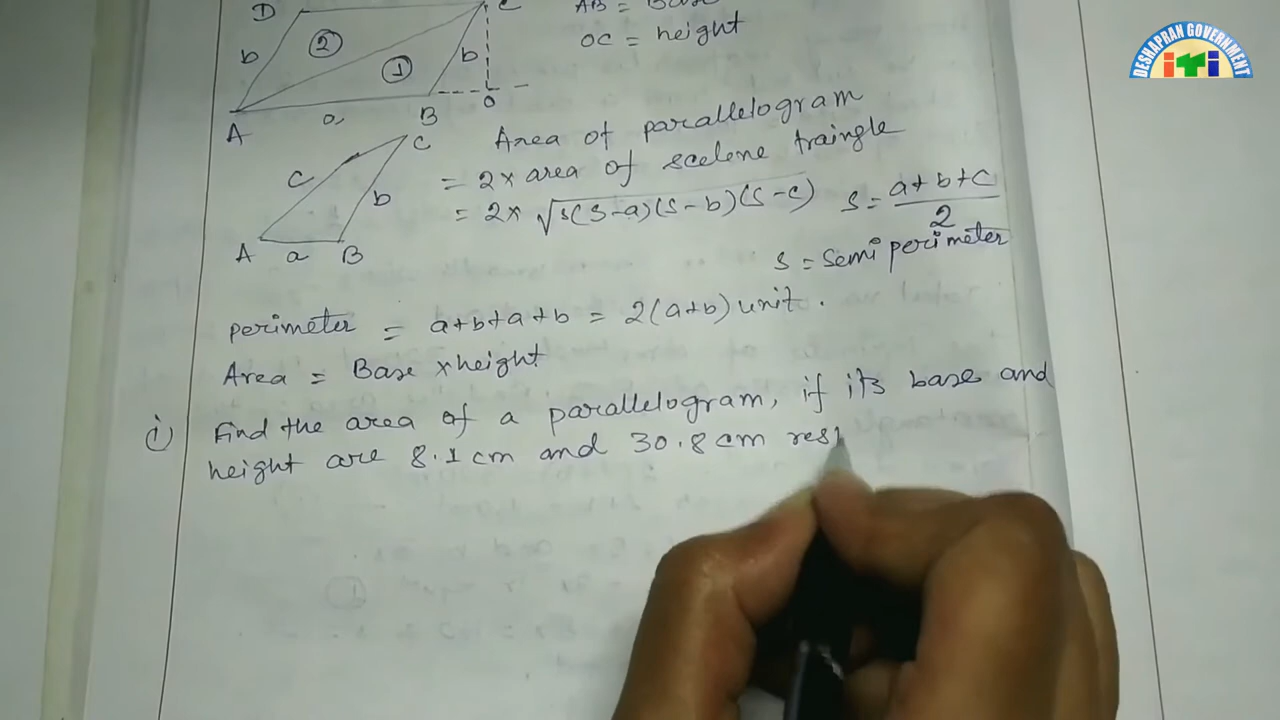 D
C
AB = Base
b
2
1
b
OC = height
A
a
B
O
C
C
b
A
a
B
Area of parallelogram
= 2 x area of scelene traingle
= 2 x √s(s-a)(s-b)(s-c) s = a+b+c/2
s = semi perimeter
perimeter = a+b+a+b = 2(a+b) unit.
Area = Base x height
i) Find the area of a parallelogram, if its base and
height are 8.1 cm and 30.8 cm res
DESHAPRAN GOVERNMENT
iTi